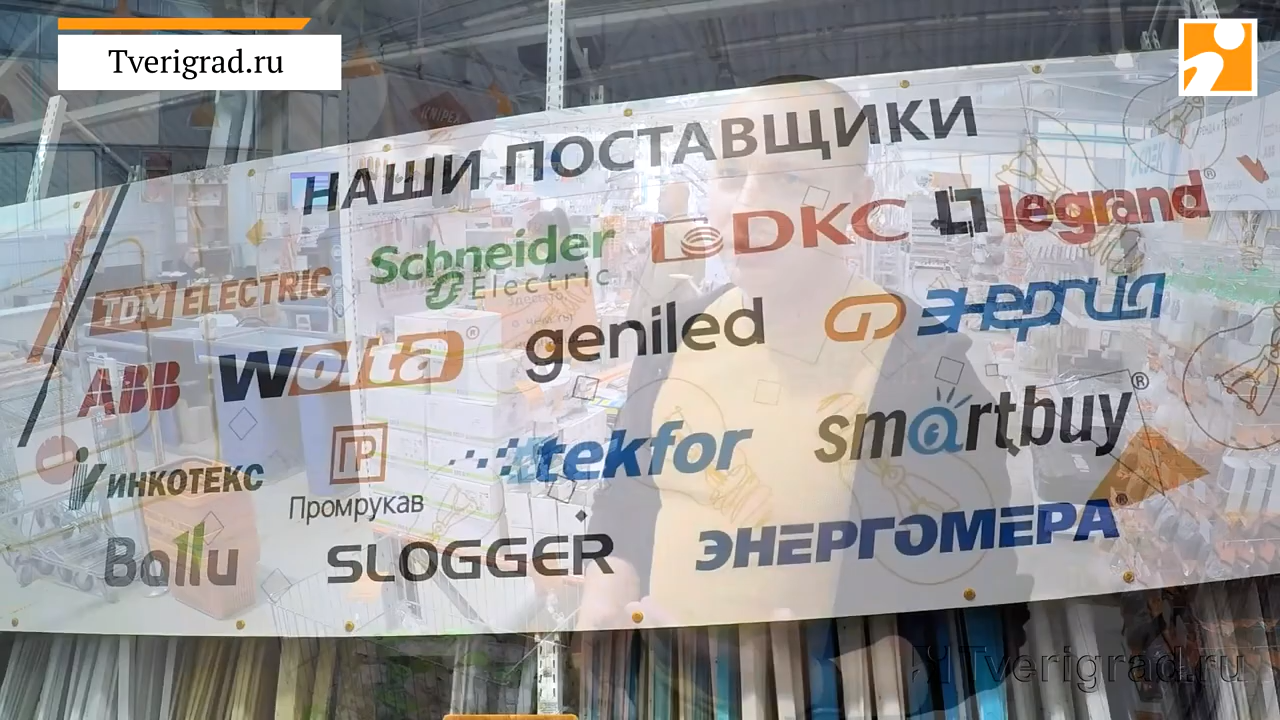 Tverigrad.ru
НАШИ ПОСТАВЩИКИ
TDM ELECTRIC
Schneider
Electric
DKC
legrand®
ABB
wata®
geniled
энергия
ИНКОТЕКС
ПР
Промрукав
tekfor
smartbuy®
Ballu
SLOGGER
ЭНЕРГОМЕРА®
Tverigrad.ru